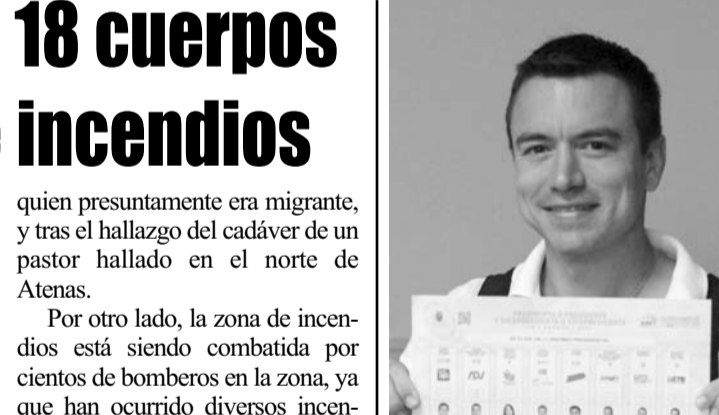 18 cuerpos
incendios
quien presuntamente era migrante,
y tras el hallazgo del cadáver de un
pastor hallado en el norte de
Atenas.
Por otro lado, la zona de incen-
dios está siendo combatida por
cientos de bomberos en la zona, ya
que han ocurrido diversos incen-